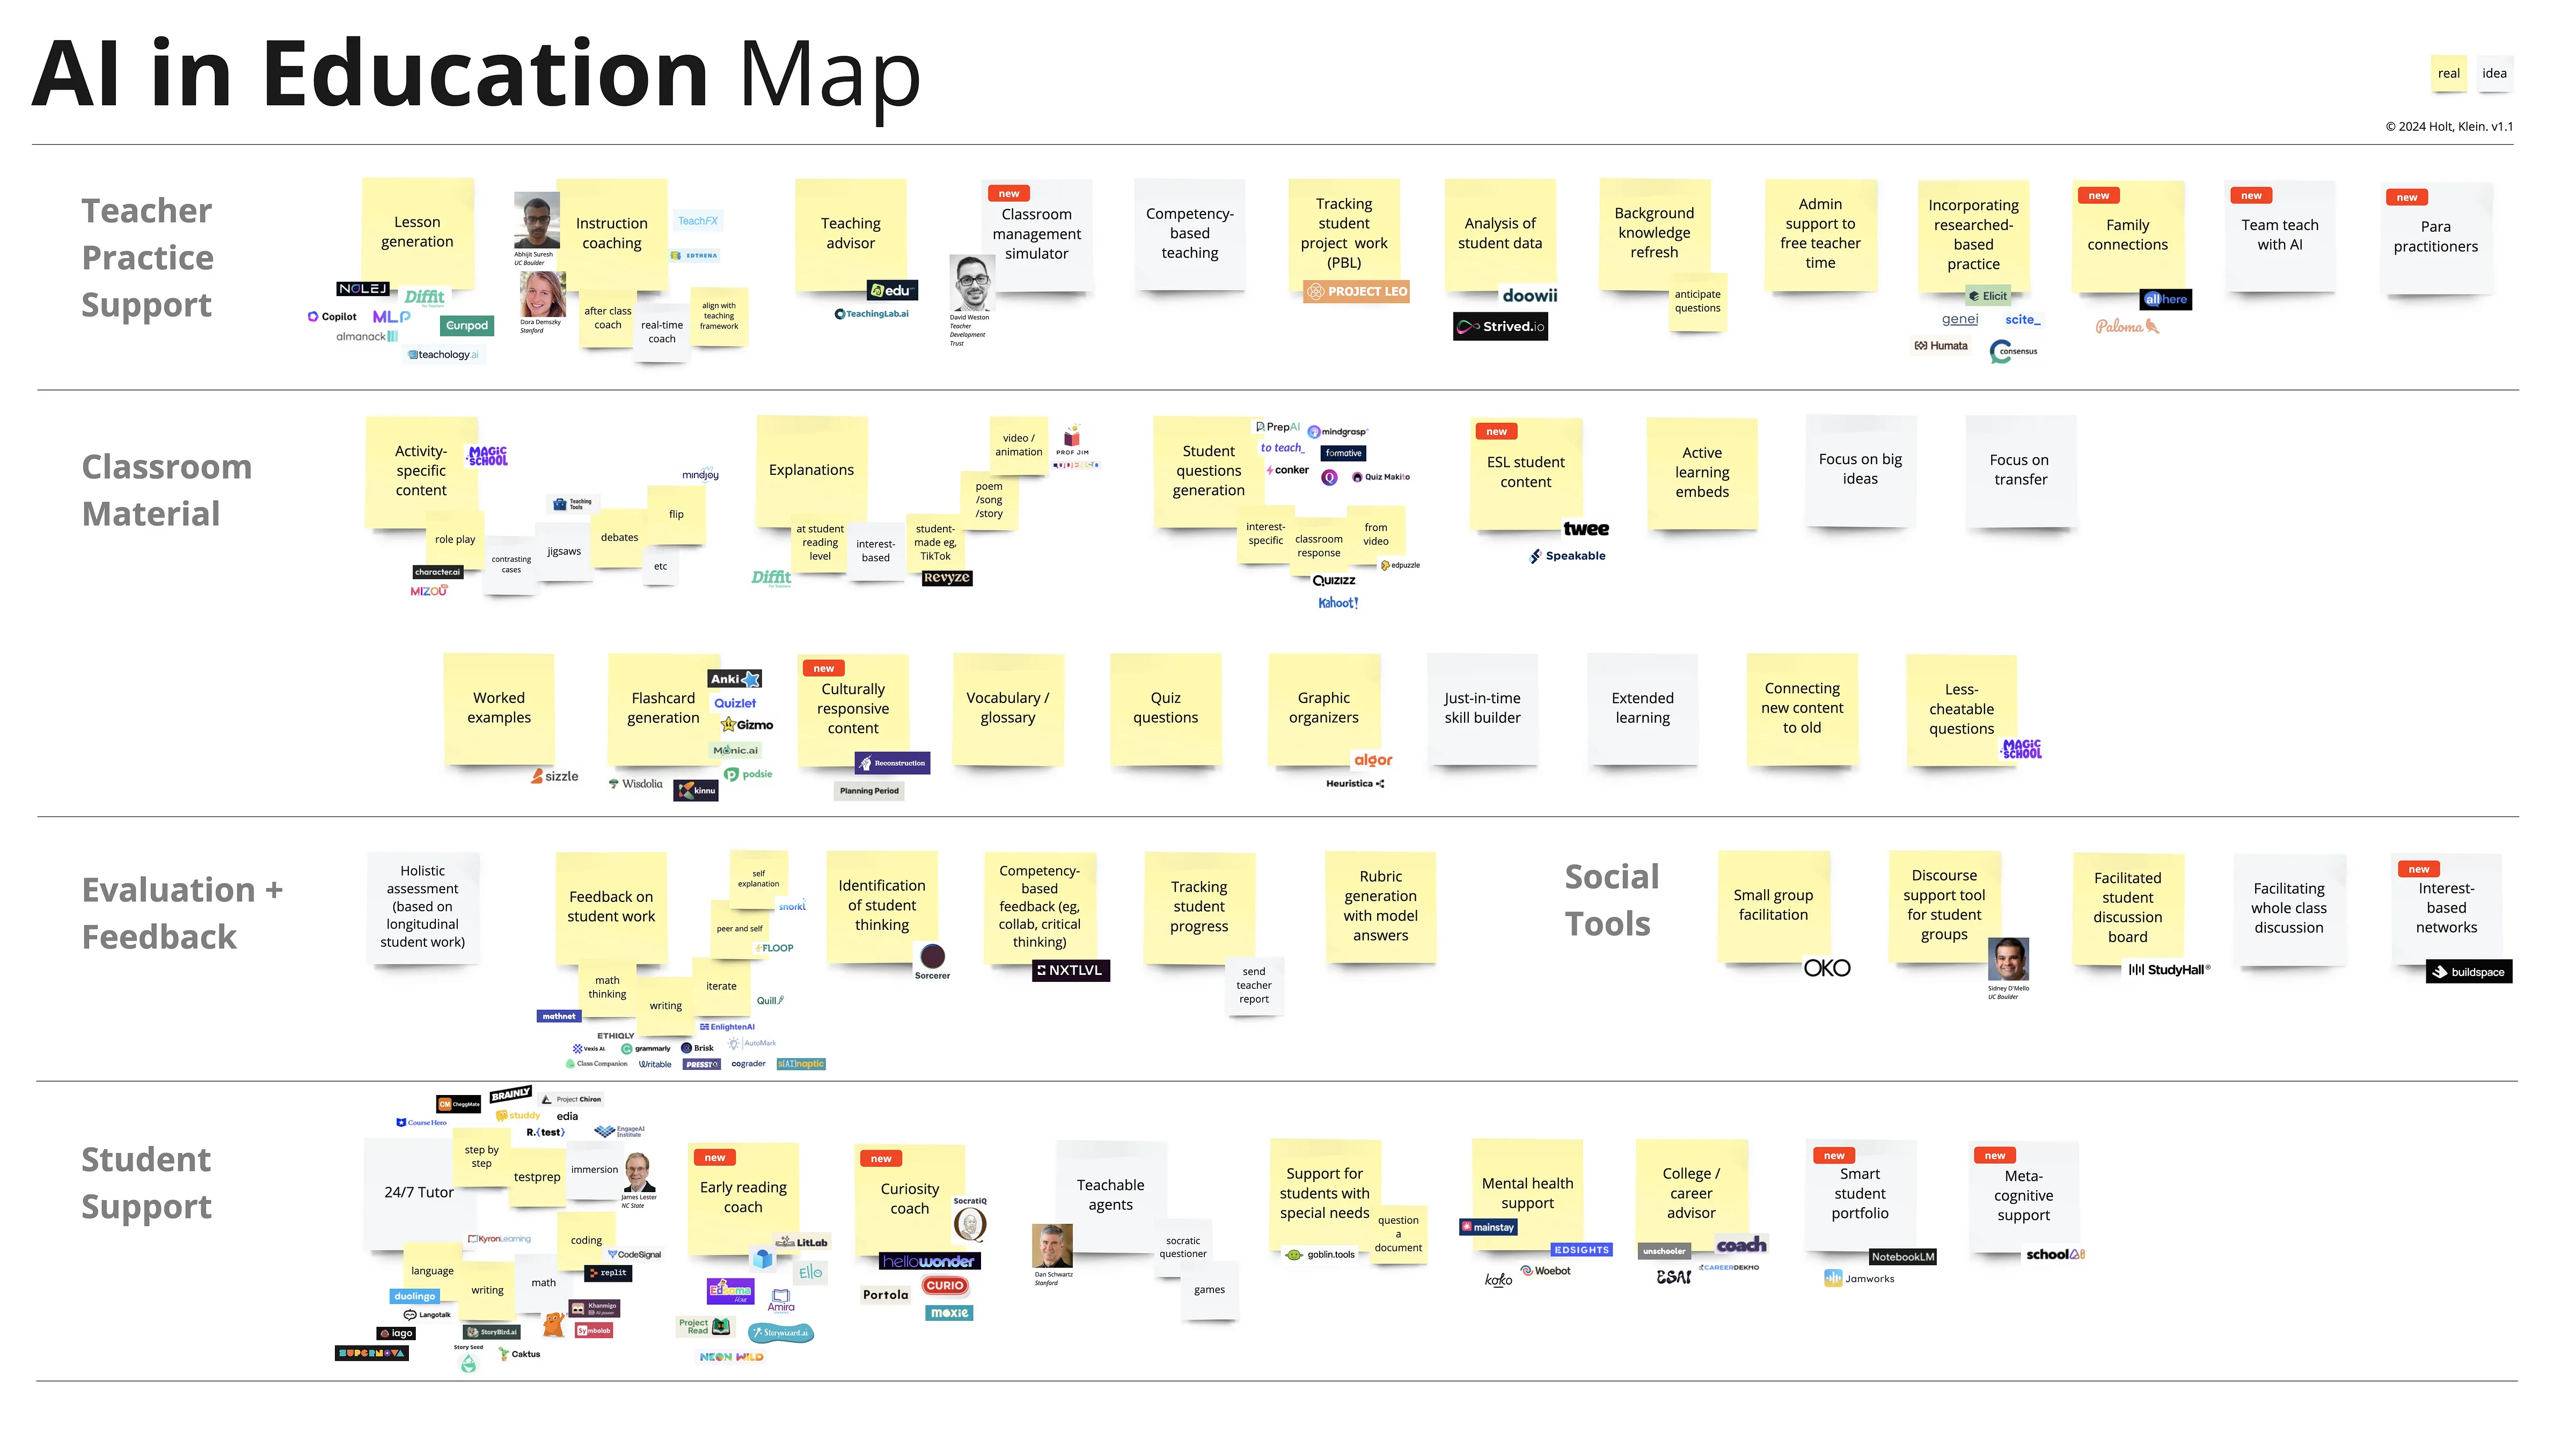 AI in Education Map
real
idea
© 2024 Holt, Klein. v1.1
Teacher
Practice
Support
Lesson
generation
NOLEJ
Diffit
for Teachers
Copilot
MLP
Curipod
almanack
teachology.ai
Abhijit Suresh
UC Boulder
Dora Demszky
Stanford
Instruction
coaching
TeachFX
EDTHENA
after class
coach
real-time
coach
align with
teaching
framework
Teaching
advisor
edu
TeachingLab.ai
new
Classroom
management
simulator
David Weston
Teacher
Development
Trust
Competency-
based
teaching
Tracking
student
project work
(PBL)
PROJECT LEO
Analysis of
student data
doowii
Strived.io
Background
knowledge
refresh
anticipate
questions
Admin
support to
free teacher
time
Incorporating
researched-
based
practice
Elicit
genei
scite_
Humata
Consensus
new
Family
connections
allhere
Paloma
new
Team teach
with AI
new
Para
practitioners
Classroom
Material
Activity-
specific
content
MAGIC
SCHOOL
role play
character.ai
MIZOU
contrasting
cases
Teaching
Tools
jigsaws
debates
mindjoy
flip
etc
Explanations
at student
reading
level
Diffit
for Teachers
interest-
based
student-
made eg,
TikTok
Revyze
poem
/song
/story
video /
animation
PROF JIM
Student
questions
generation
PrepAI
mindgrasp
to teach_
formative
conker
Quiz Makito
interest-
specific
classroom
response
from
video
edpuzzle
Quizizz
Kahoot!
new
ESL student
content
twee
Speakable
Active
learning
embeds
Focus on big
ideas
Focus on
transfer
Worked
examples
sizzle
Flashcard
generation
Anki
Quizlet
Gizmo
Monic.ai
podsie
Wisdolia
kinnu
new
Culturally
responsive
content
Reconstruction
Planning Period
Vocabulary /
glossary
Quiz
questions
Graphic
organizers
algor
Heuristica
Just-in-time
skill builder
Extended
learning
Connecting
new content
to old
Less-
cheatable
questions
MAGIC
SCHOOL
Evaluation +
Feedback
Holistic
assessment
(based on
longitudinal
student work)
Feedback on
student work
self
explanation
snorkl
peer and self
FLOOP
math
thinking
writing
iterate
Quill
mathnet
EnlightenAI
ETHIQLY
Vexis AI
grammarly
Brisk
AutoMark
Class Companion
Writable
PRESSTO
cograder
s[AI]naptic
Identification
of student
thinking
Sorcerer
Competency-
based
feedback (eg,
collab, critical
thinking)
NXTLVL
Tracking
student
progress
send
teacher
report
Rubric
generation
with model
answers
Social
Tools
Small group
facilitation
OKO
Discourse
support tool
for student
groups
Sidney D'Mello
UC Boulder
Facilitated
student
discussion
board
StudyHall
Facilitating
whole class
discussion
new
Interest-
based
networks
buildspace
Student
Support
CM CheggMate
BRAINLY
Project Chiron
studdy
edia
Course Hero
R.{test}
EngageAI
Institute
24/7 Tutor
step by
step
testprep
immersion
James Lester
NC State
KyronLearning
coding
CodeSignal
replit
language
writing
math
duolingo
Langotalk
iago
SUPERNOVA
StoryBird.ai
Story Seed
Caktus
Khanmigo
Symbolab
new
Early reading
coach
LitLab
Ello
Edsoma
Amira
Project
Read
Storywizard.ai
NEON WILD
new
Curiosity
coach
SocratiQ
hellowonder
Portola
CURIO
moxie
Teachable
agents
Dan Schwartz
Stanford
socratic
questioner
games
Support for
students with
special needs
question
a
document
goblin.tools
Mental health
support
mainstay
EDSIGHTS
koko
Woebot
College /
career
advisor
unschooler
coach
ESAI
CAREERDEKHO
new
Smart
student
portfolio
NotebookLM
Jamworks
new
Meta-
cognitive
support
schoolAI